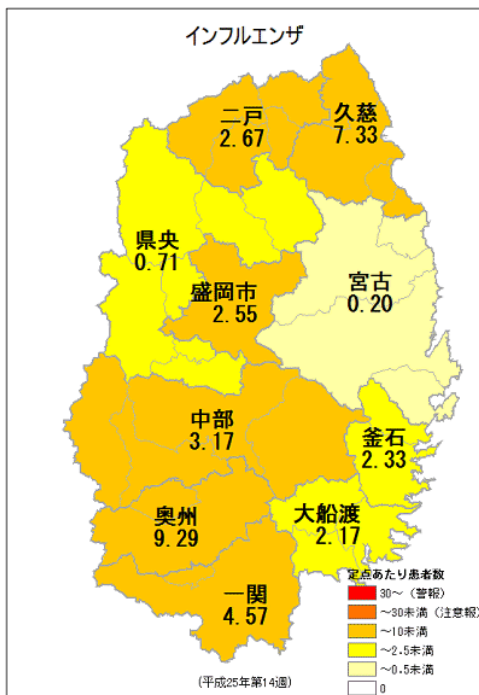 インフルエンザ
二戸
2.67
久慈
7.33
県央
0.71
盛岡市
2.55
宮古
0.20
中部
3.17
釜石
2.33
奥州
9.29
大船渡
2.17
一関
4.57
定点あたり患者数
30～（警報）
～30未満（注意報）
～10未満
～2.5未満
～0.5未満
0
(平成25年第14週)